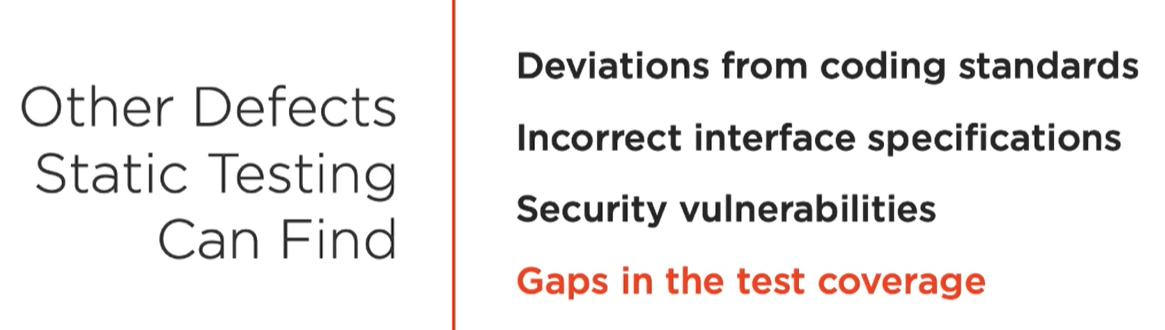 Other Defects
Static Testing
Can Find
Deviations from coding standards
Incorrect interface specifications
Security vulnerabilities
Gaps in the test coverage